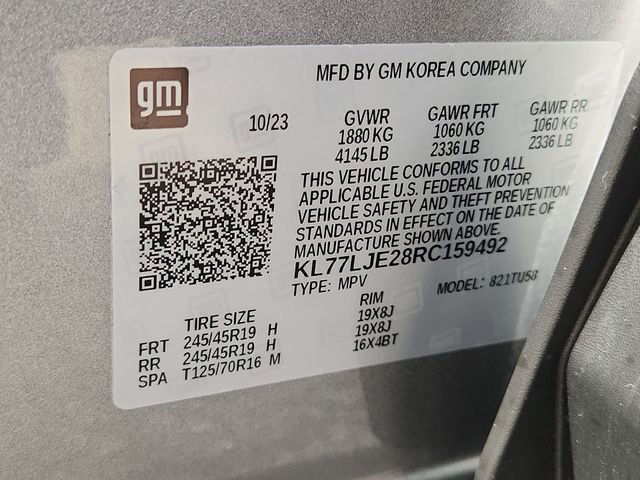 gm
MFD BY GM KOREA COMPANY
10/23 GVWR GAWR FRT GAWR RR
1880 KG 1060 KG 1060 KG
4145 LB 2336 LB 2336 LB
THIS VEHICLE CONFORMS TO ALL
APPLICABLE U.S. FEDERAL MOTOR
VEHICLE SAFETY AND THEFT PREVENTION
STANDARDS IN EFFECT ON THE DATE OF
MANUFACTURE SHOWN ABOVE.
KL77LJE28RC159492
TYPE: MPV MODEL: 821TU58
TIRE SIZE RIM
FRT 245/45R19 H 19X8J
RR 245/45R19 H 19X8J
SPA T125/70R16 M 16X4BT